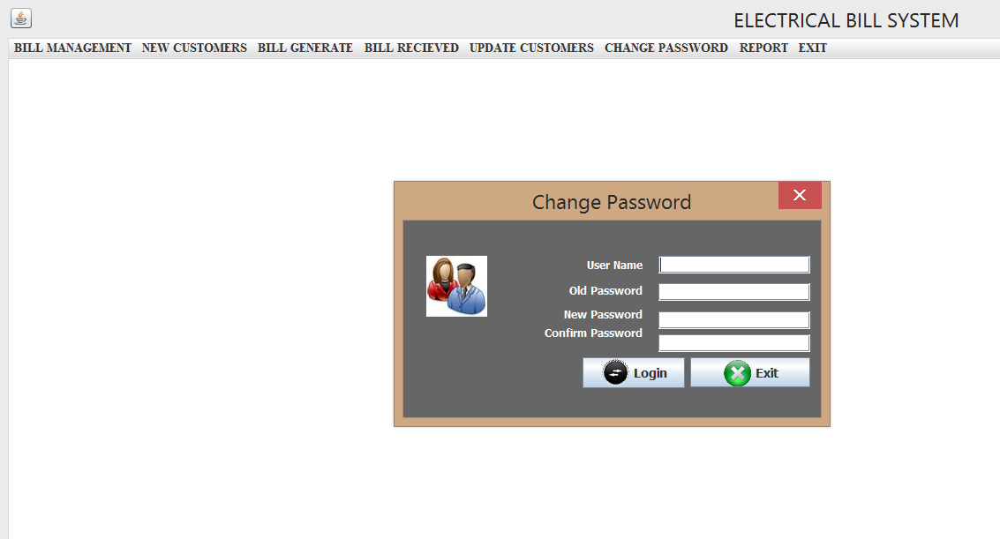 ELECTRICAL BILL SYSTEM
BILL MANAGEMENT NEW CUSTOMERS BILL GENERATE BILL RECIEVED UPDATE CUSTOMERS CHANGE PASSWORD REPORT EXIT
Change Password
User Name
Old Password
New Password
Confirm Password
Login Exit